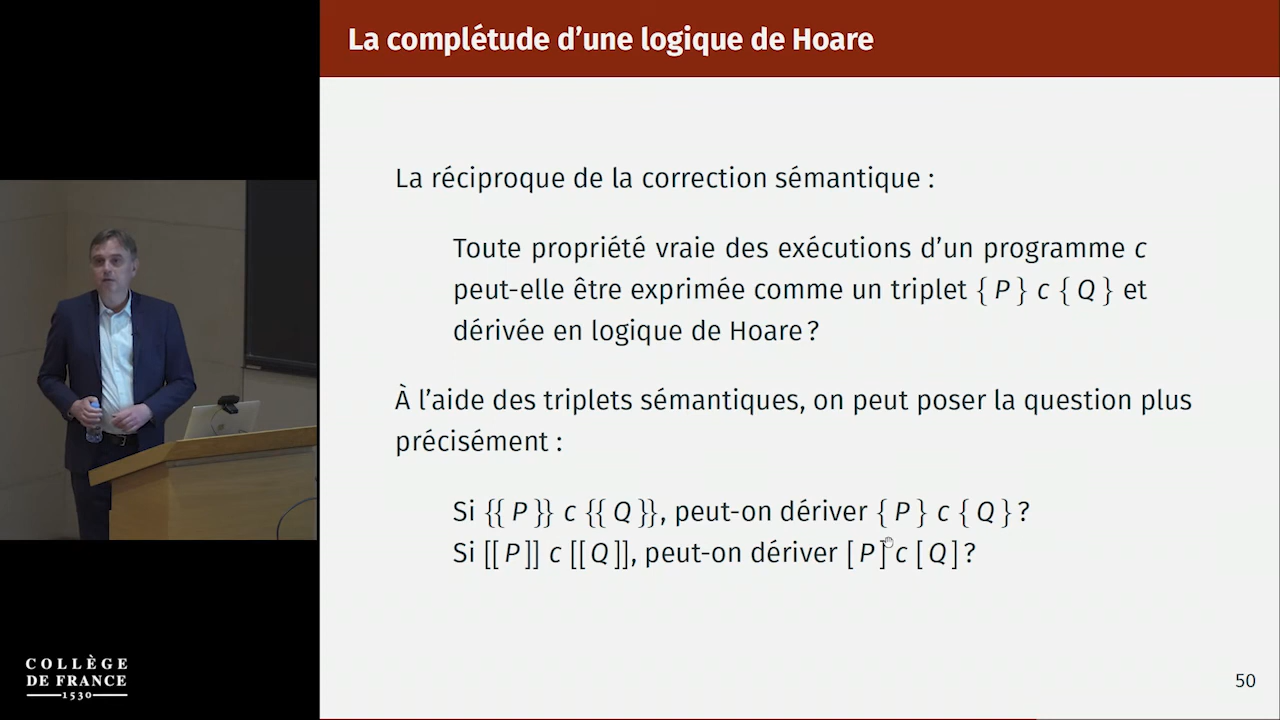 La complétude d'une logique de Hoare
La réciproque de la correction sémantique :
Toute propriété vraie des exécutions d'un programme c
peut-elle être exprimée comme un triplet { P } c { Q } et
dérivée en logique de Hoare ?
À l'aide des triplets sémantiques, on peut poser la question plus
précisément :
Si {{ P }} c {{ Q }}, peut-on dériver { P } c { Q } ?
Si [[ P ]] c [[ Q ]], peut-on dériver [ P ] c [ Q ] ?
COLLÈGE
DE FRANCE
1530
50